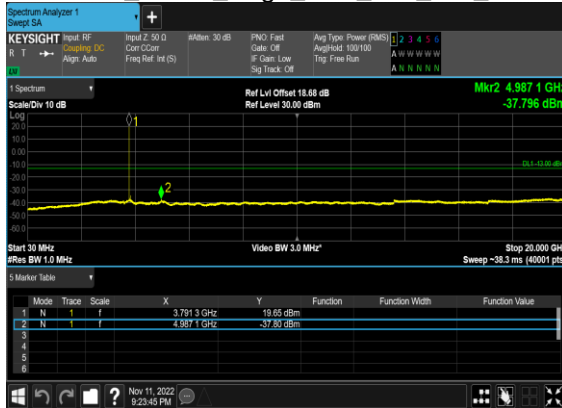 Spectrum Analyzer 1
Swept SA
+
KEYSIGHT Input: RF Input Z: 50 Ω #Atten: 30 dB PNO: Fast Avg Type: Power (RMS) 1 2 3 4 5 6
R T Coupling: DC Corr CCorr Gate: Off Avg|Hold: 100/100 A W W W W W
Align: Auto Freq Ref: Int (S) IF Gain: Low Trig: Free Run
LU Sig Track: Off A N N N N N
1 Spectrum Ref Lvl Offset 18.68 dB Mkr2 4.987 1 GHz
Scale/Div 10 dB Ref Level 30.00 dBm -37.796 dBm
Log
20.0 1
10.0
0.00
-10.0 DL1 -13.00 dBm
-20.0
-30.0 2
-40.0
-50.0
-60.0
Start 30 MHz Video BW 3.0 MHz* Stop 20.000 GH
#Res BW 1.0 MHz Sweep ~38.3 ms (40001 pts
5 Marker Table
Mode Trace Scale X Y Function Function Width Function Value
1 N 1 f 3.791 3 GHz 19.65 dBm
2 N 1 f 4.987 1 GHz -37.80 dBm
3
4
5
6
? Nov 11, 2022
9:23:45 PM